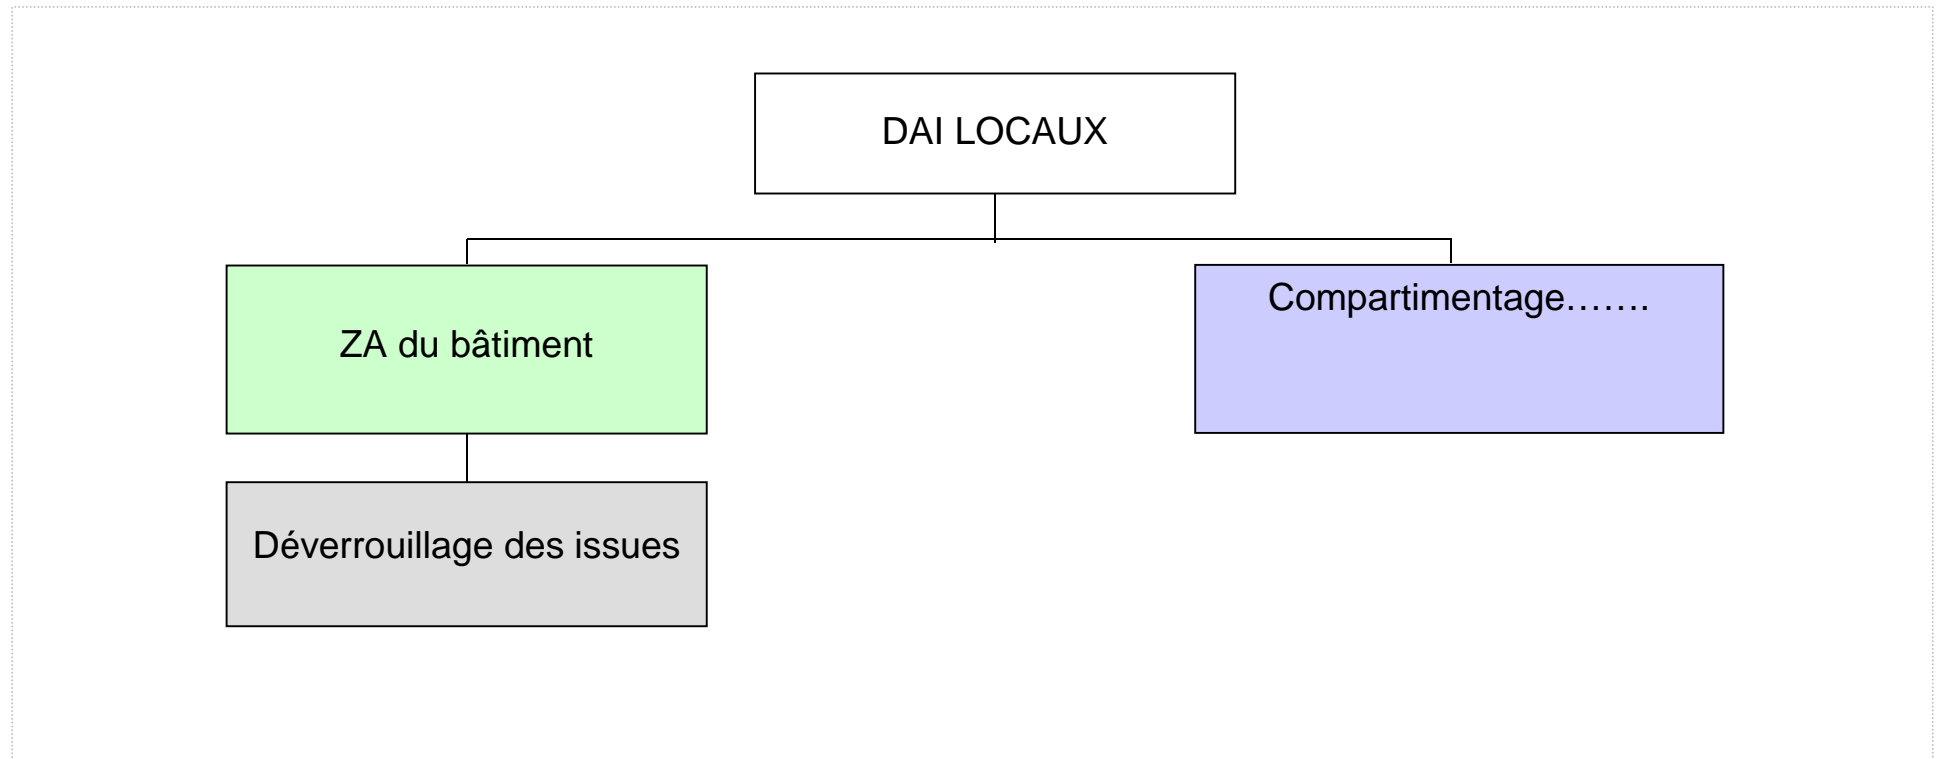 DAI LOCAUX
ZA du bâtiment
Compartimentage…….
Déverrouillage des issues